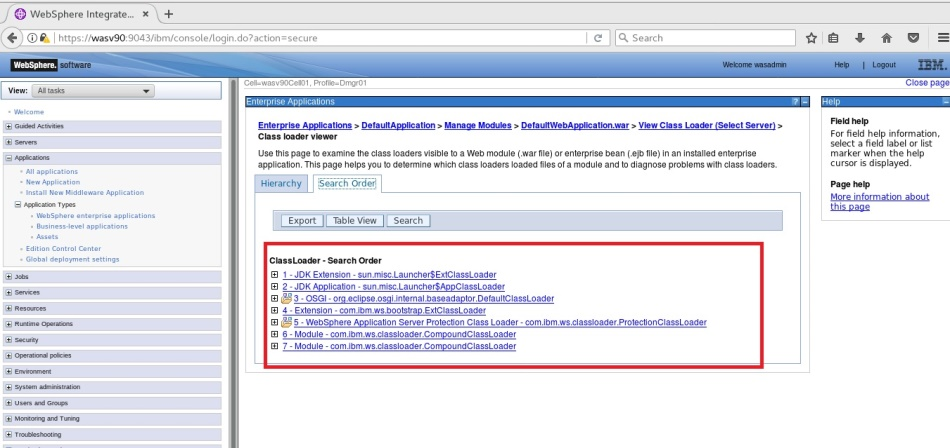 WebSphere Integrate...
https://wasv90:9043/ibm/console/login.do?action=secure
Search
WebSphere. software
Welcome wasadmin
Help | Logout
IBM.
View: All tasks
Cell=wasv90Cell01, Profile=Dmgr01
Close page
Welcome
Guided Activities
Servers
Applications
All applications
New Application
Install New Middleware Application
Application Types
WebSphere enterprise applications
Business-level applications
Assets
Edition Control Center
Global deployment settings
Jobs
Services
Resources
Runtime Operations
Security
Operational policies
Environment
System administration
Users and Groups
Monitoring and Tuning
Troubleshooting
Enterprise Applications
? –
Enterprise Applications > DefaultApplication > Manage Modules > DefaultWebApplication.war > View Class Loader (Select Server) >
Class loader viewer
Use this page to examine the class loaders visible to a Web module (.war file) or enterprise bean (.ejb file) in an installed enterprise
application. This page helps you to determine which class loaders loaded files of a module and to diagnose problems with class loaders.
Hierarchy
Search Order
Export
Table View
Search
ClassLoader - Search Order
1 - JDK Extension - sun.misc.Launcher$ExtClassLoader
2 - JDK Application - sun.misc.Launcher$AppClassLoader
3 - OSGI - org.eclipse.osgi.internal.baseadaptor.DefaultClassLoader
4 - Extension - com.ibm.ws.bootstrap.ExtClassLoader
5 - WebSphere Application Server Protection Class Loader - com.ibm.ws.classloader.ProtectionClassLoader
6 - Module - com.ibm.ws.classloader.CompoundClassLoader
7 - Module - com.ibm.ws.classloader.CompoundClassLoader
Help
Field help
For field help information,
select a field label or list
marker when the help
cursor is displayed.
Page help
More information about
this page